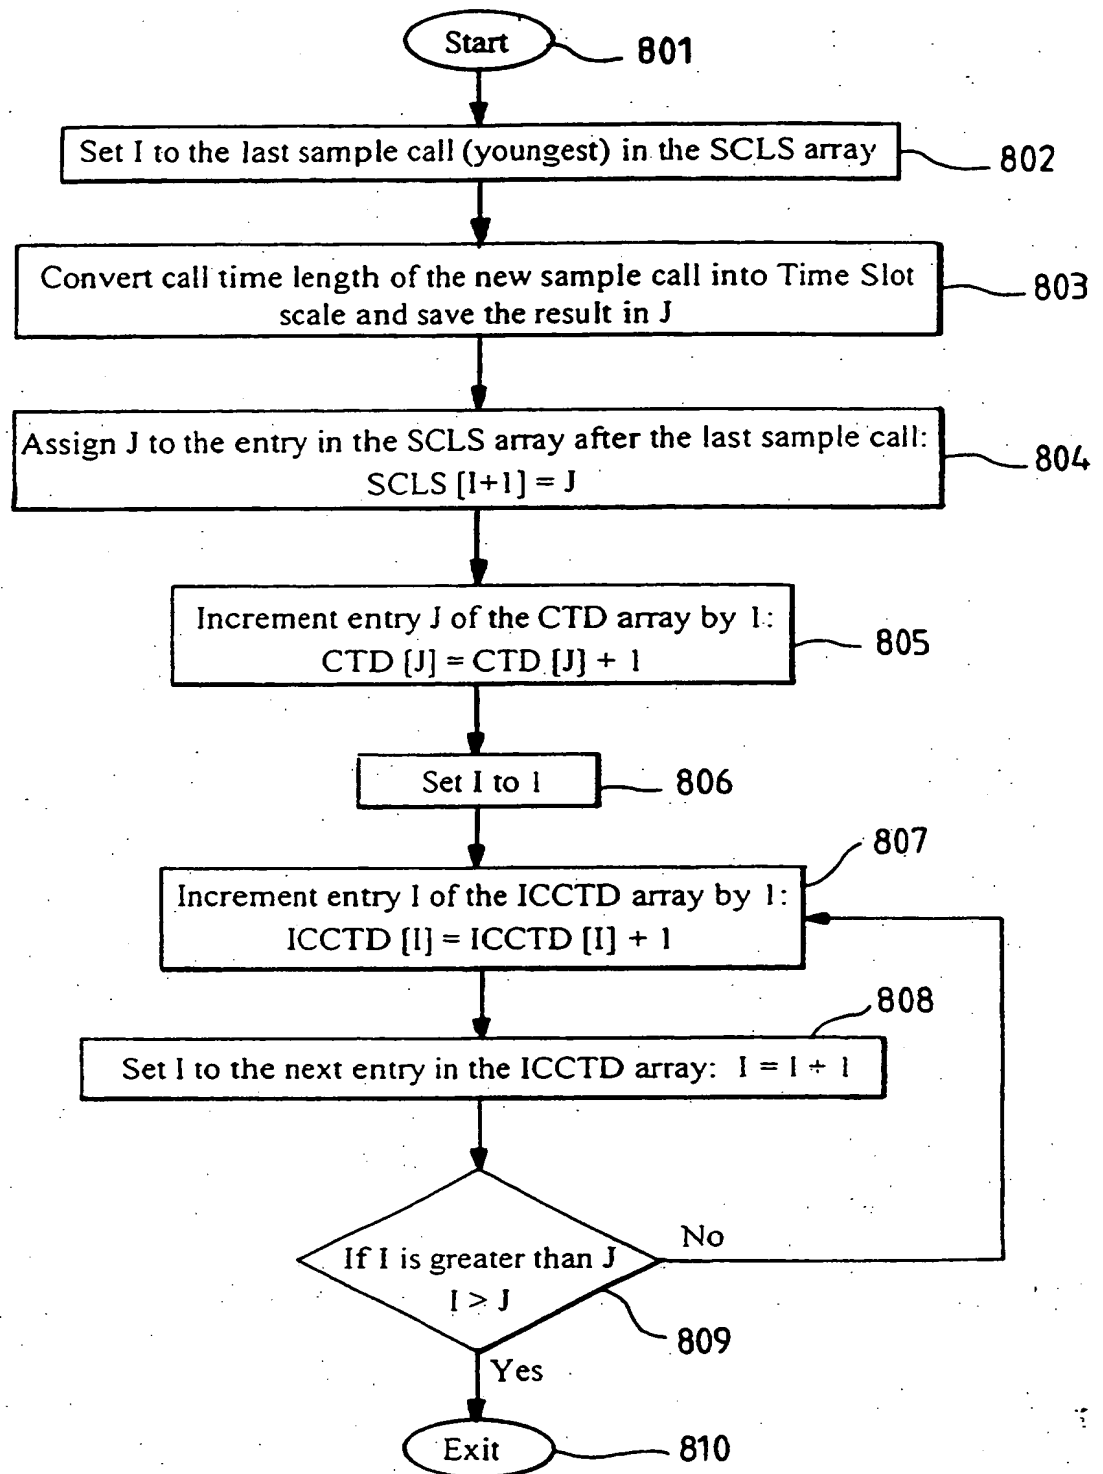 Start
801
Set I to the last sample call (youngest) in the SCLS array
802
Convert call time length of the new sample call into Time Slot
scale and save the result in J
803
Assign J to the entry in the SCLS array after the last sample call:
SCLS [I+1] = J
804
Increment entry J of the CTD array by 1:
CTD [J] = CTD [J] + 1
805
Set I to 1
806
807
Increment entry I of the ICCTD array by 1:
ICCTD [I] = ICCTD [I] + 1
808
Set I to the next entry in the ICCTD array: I = I + 1
If I is greater than J
I > J
No
809
Yes
Exit
810